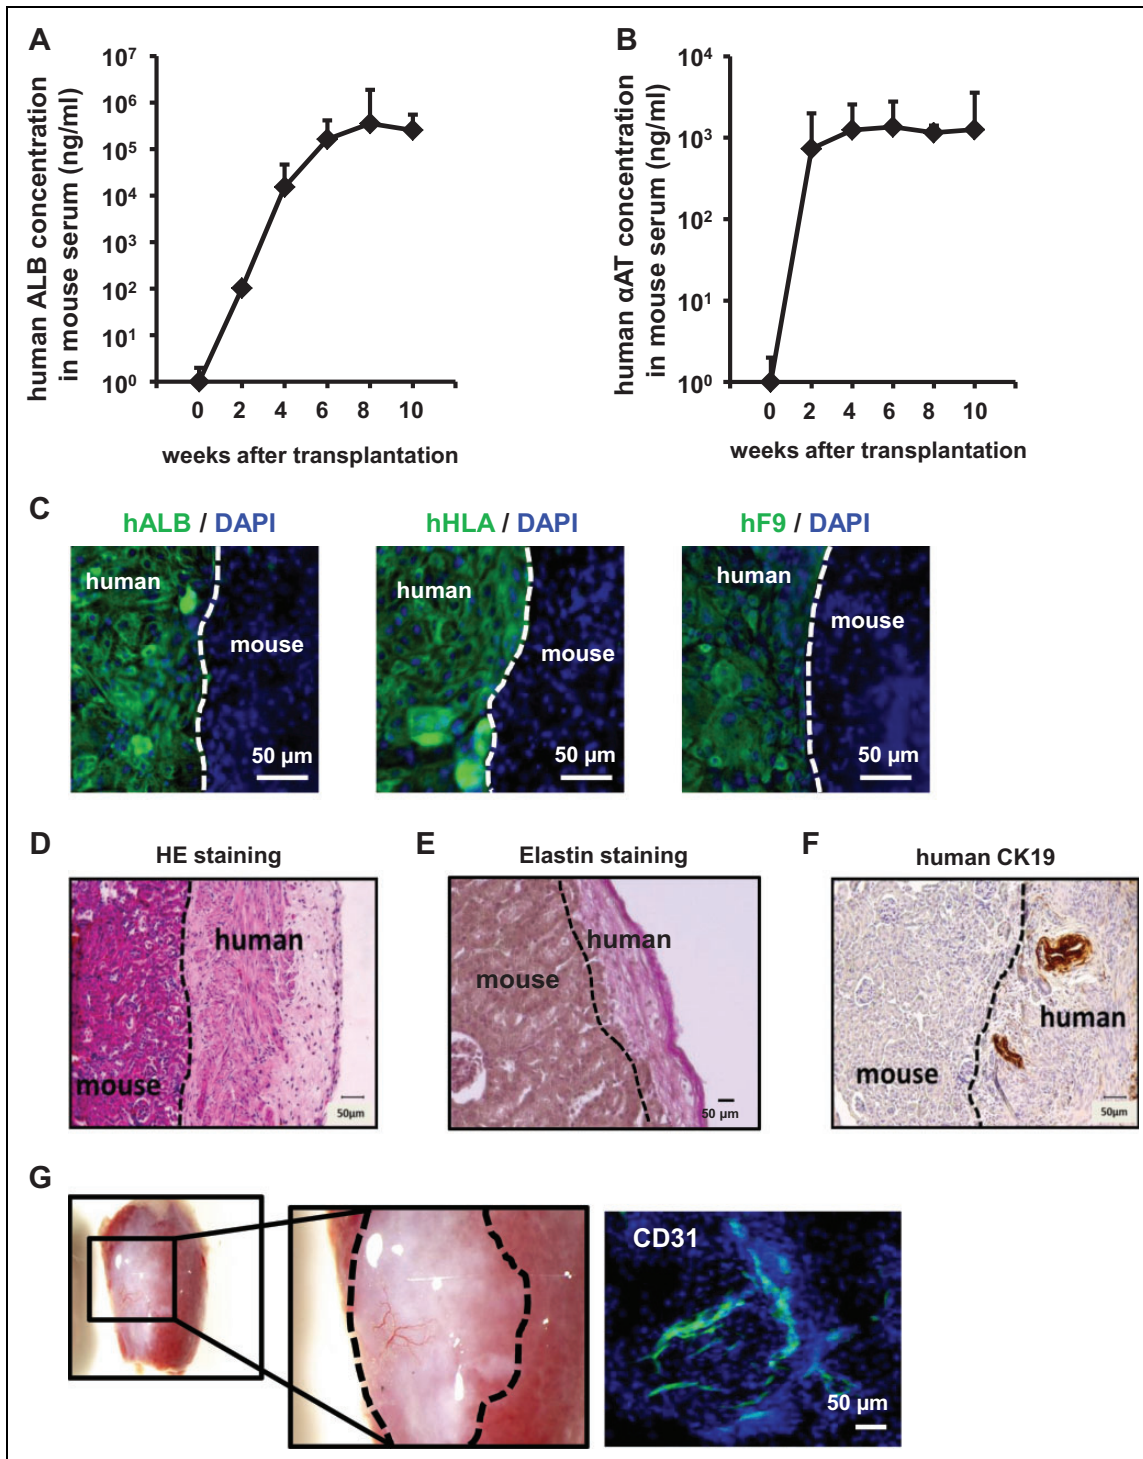 A
human ALB concentration
in mouse serum (ng/ml)
10⁷
10⁶
10⁵
10⁴
10³
10²
10¹
10⁰
0 2 4 6 8 10
weeks after transplantation
B
human αAT concentration
in mouse serum (ng/ml)
10⁴
10³
10²
10¹
10⁰
0 2 4 6 8 10
weeks after transplantation
C
hALB / DAPI
human
mouse
50 µm
hHLA / DAPI
human
mouse
50 µm
hF9 / DAPI
human
mouse
50 µm
D
HE staining
human
mouse
50µm
E
Elastin staining
human
mouse
50 µm
F
human CK19
human
mouse
50µm
G
CD31
50 µm